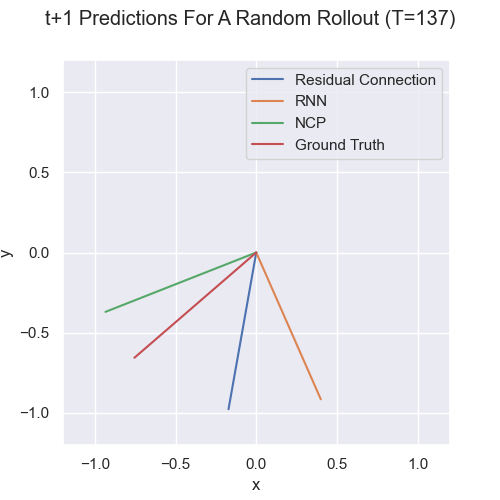 t+1 Predictions For A Random Rollout (T=137)
Residual Connection
RNN
NCP
Ground Truth
1.0
0.5
0.0
−0.5
−1.0
y
−1.0 −0.5 0.0 0.5 1.0
x